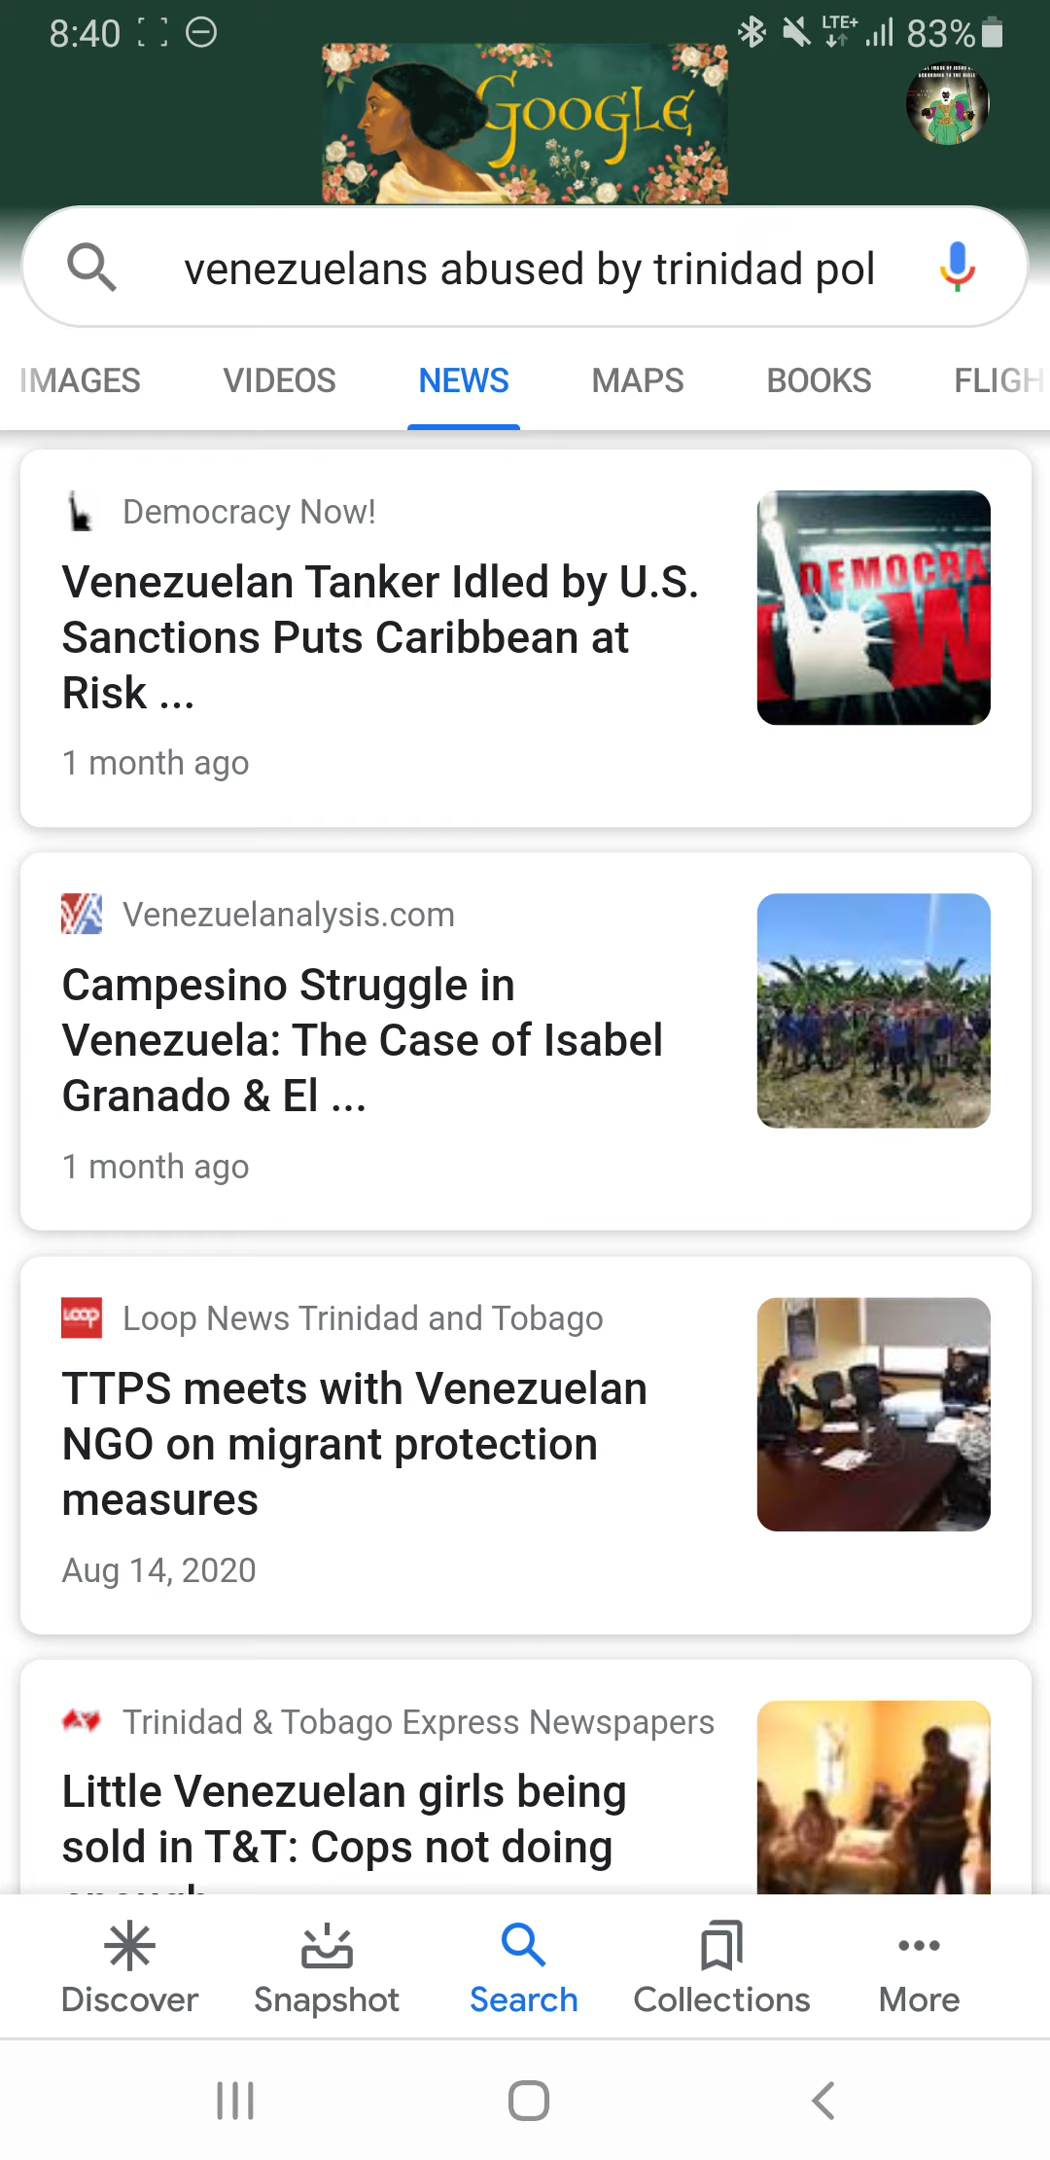 8:40 LTE+ 83%
GOOGLE
venezuelans abused by trinidad pol
IMAGES VIDEOS NEWS MAPS BOOKS FLIGH
Democracy Now!
DEMOCRA
Venezuelan Tanker Idled by U.S.
Sanctions Puts Caribbean at
Risk ...
1 month ago
Venezuelanalysis.com
Campesino Struggle in
Venezuela: The Case of Isabel
Granado & El ...
1 month ago
LOOP Loop News Trinidad and Tobago
TTPS meets with Venezuelan
NGO on migrant protection
measures
Aug 14, 2020
Trinidad & Tobago Express Newspapers
Little Venezuelan girls being
sold in T&T: Cops not doing
Discover Snapshot Search Collections More